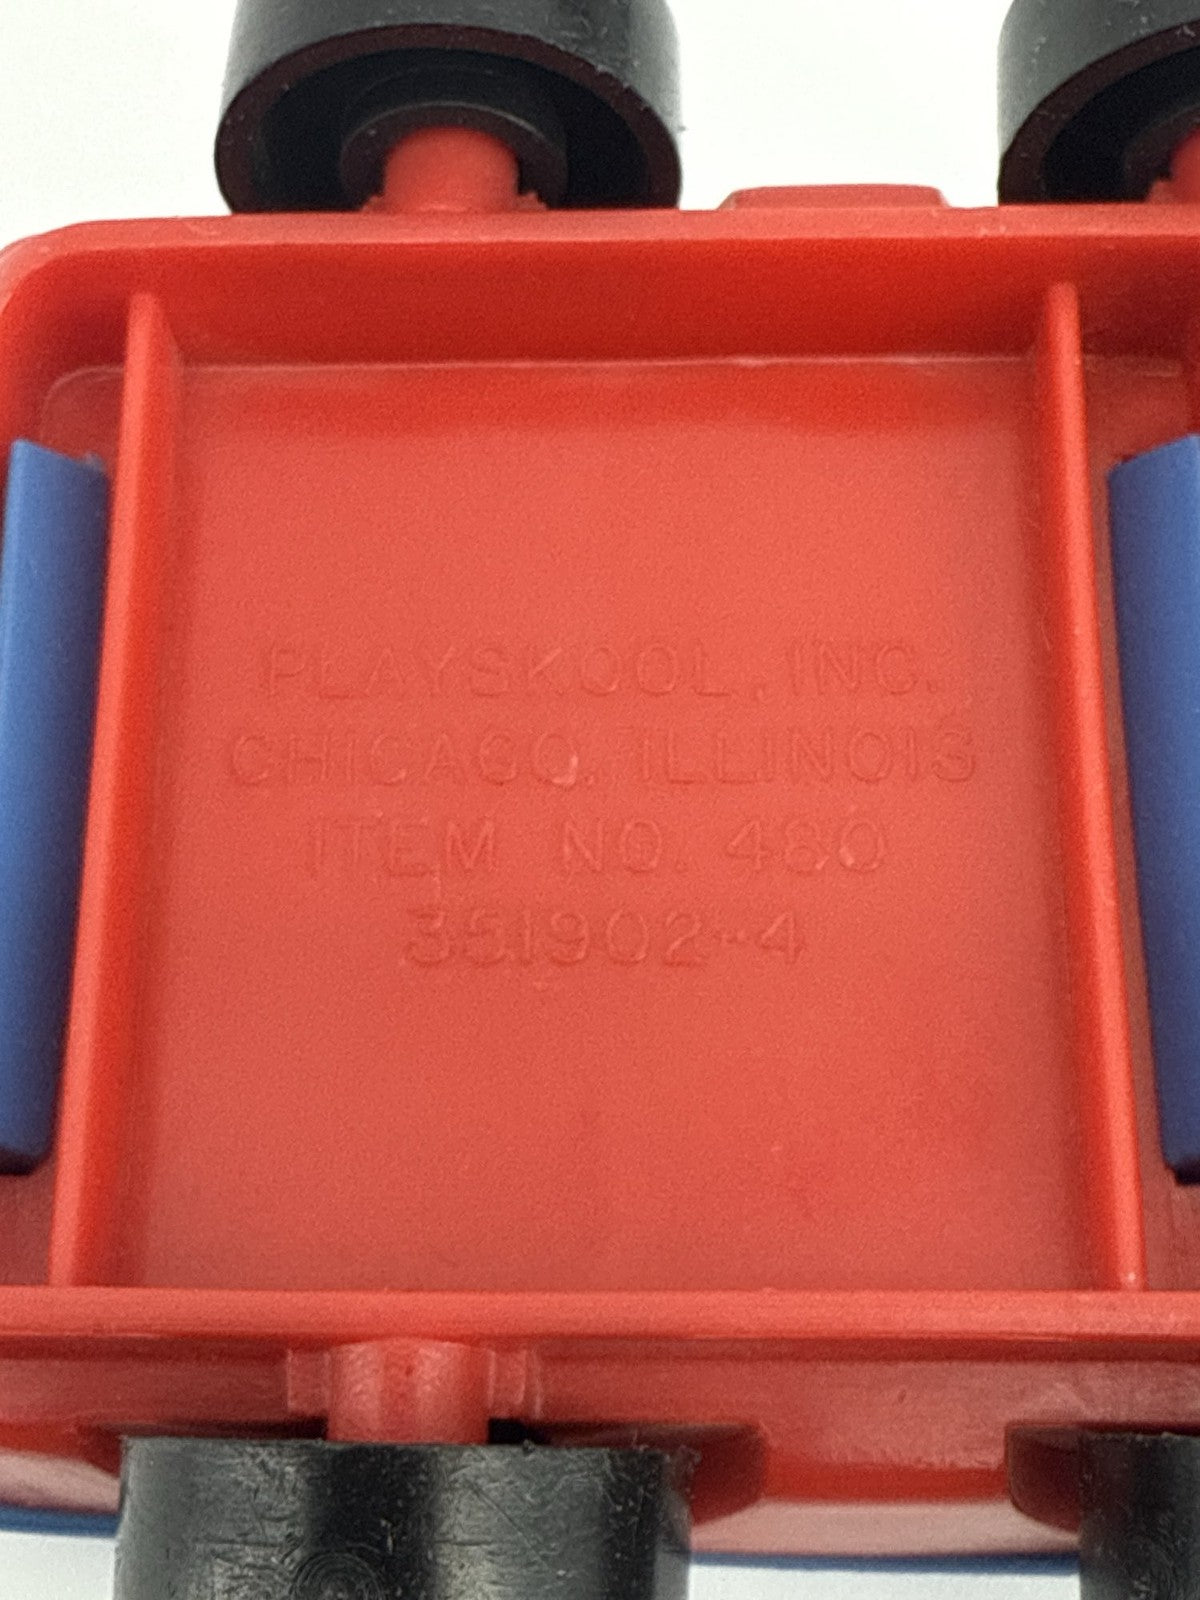 PLAYSKOOL, INC.
CHICAGO, ILLINOIS
ITEM NO. 480
351902-4